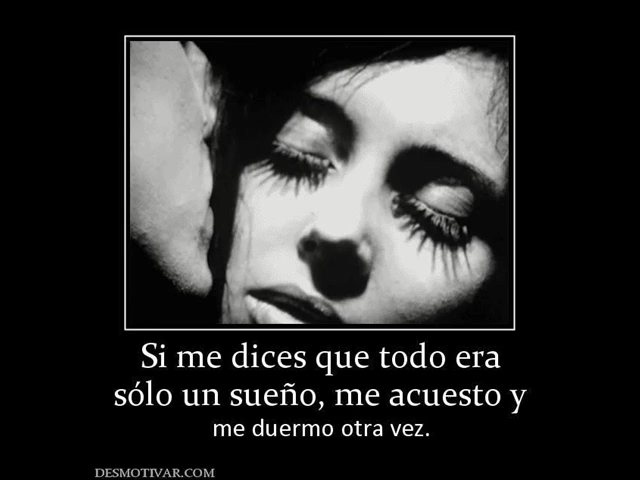 Si me dices que todo era
sólo un sueño, me acuesto y
me duermo otra vez.
DESMOTIVAR.COM